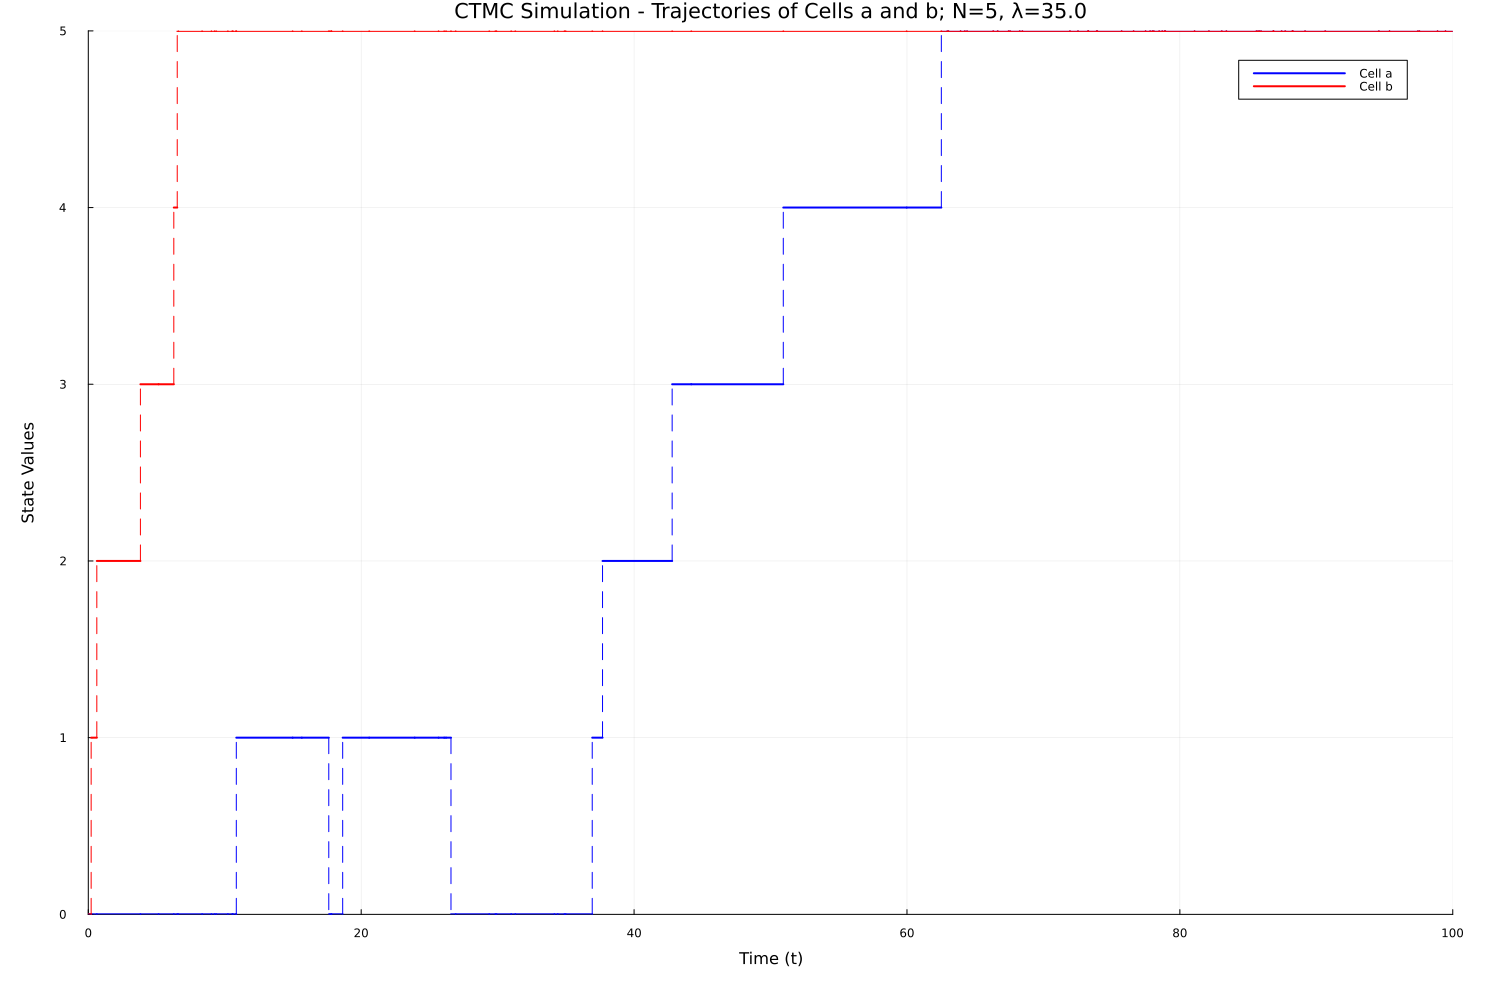 CTMC Simulation - Trajectories of Cells a and b; N=5, λ=35.0
Cell a
Cell b
State Values
5
4
3
2
1
0
0 20 40 60 80 100
Time (t)